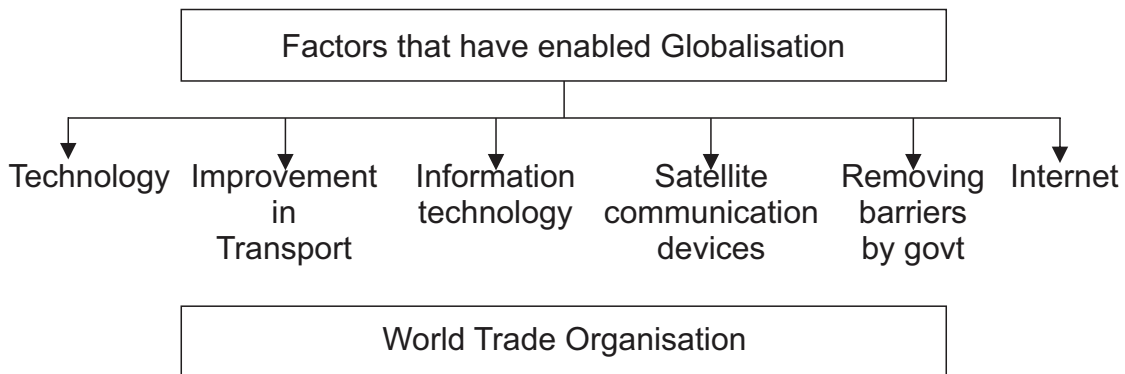 Factors that have enabled Globalisation
Technology
Improvement
in
Transport
Information
technology
Satellite
communication
devices
Removing
barriers
by govt
Internet
World Trade Organisation